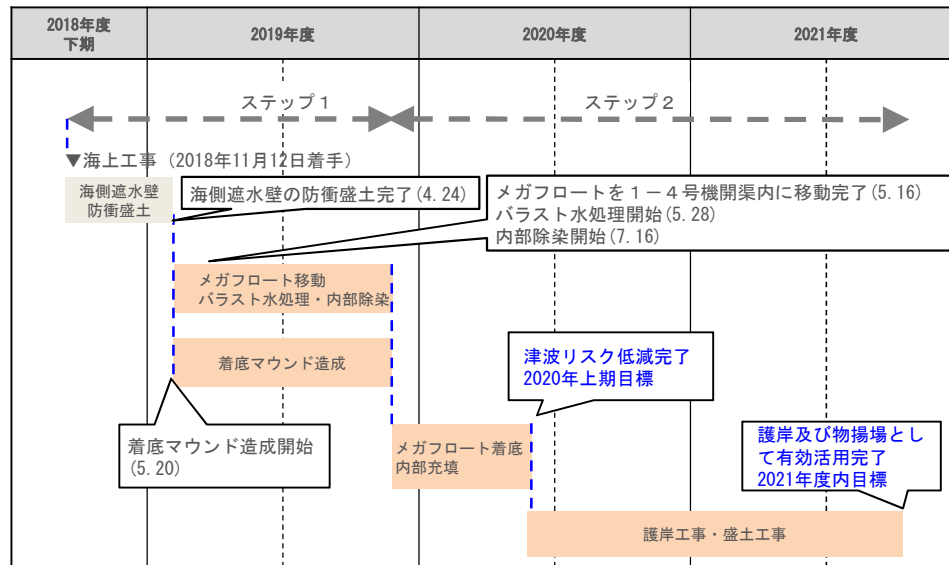 2018年度
下期
2019年度
2020年度
2021年度
ステップ1
ステップ2
▼海上工事（2018年11月12日着手）
海側遮水壁
防衝盛土
海側遮水壁の防衝盛土完了(4.24)
メガフロートを1－4号機開渠内に移動完了(5.16)
バラスト水処理開始(5.28)
内部除染開始(7.16)
メガフロート移動
バラスト水処理・内部除染
着底マウンド造成
津波リスク低減完了
2020年上期目標
着底マウンド造成開始
(5.20)
メガフロート着底
内部充填
護岸及び物揚場とし
て有効活用完了
2021年度内目標
護岸工事・盛土工事